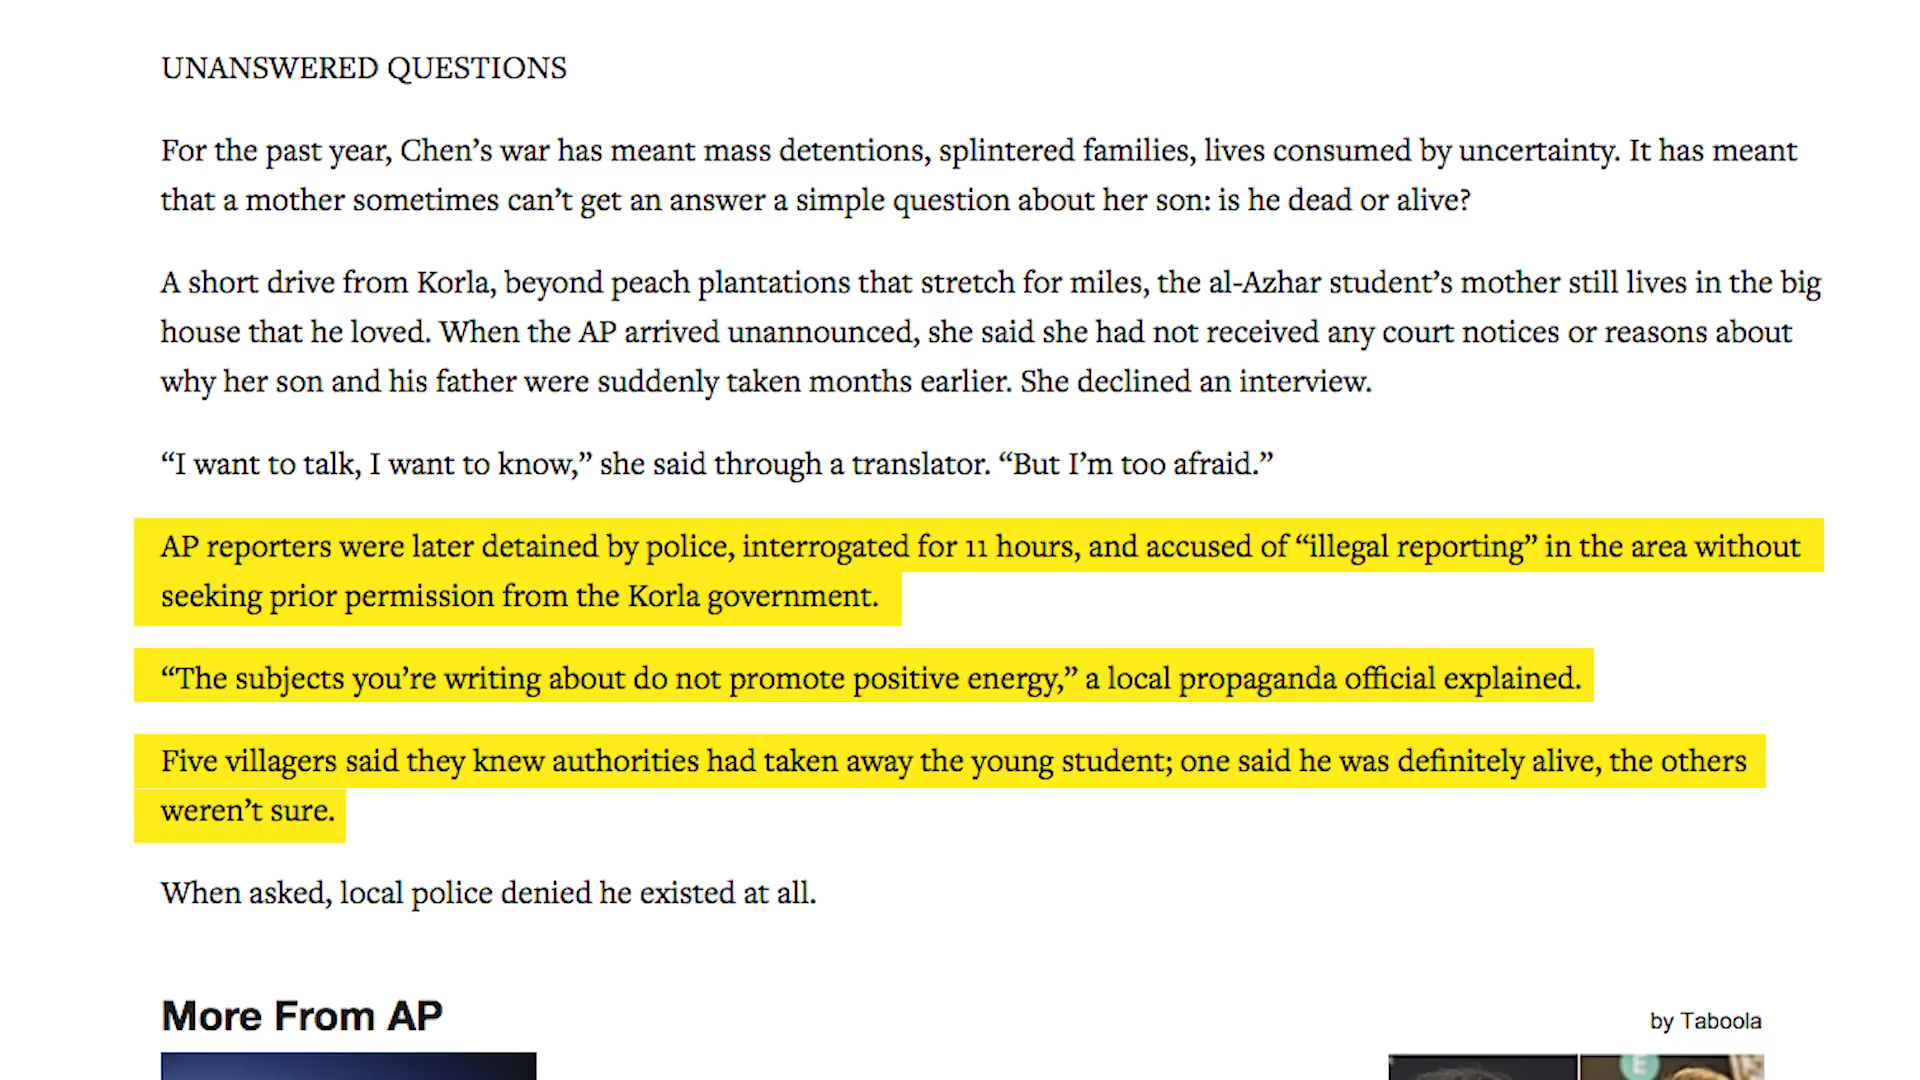 UNANSWERED QUESTIONS
For the past year, Chen’s war has meant mass detentions, splintered families, lives consumed by uncertainty. It has meant
that a mother sometimes can’t get an answer a simple question about her son: is he dead or alive?
A short drive from Korla, beyond peach plantations that stretch for miles, the al-Azhar student’s mother still lives in the big
house that he loved. When the AP arrived unannounced, she said she had not received any court notices or reasons about
why her son and his father were suddenly taken months earlier. She declined an interview.
“I want to talk, I want to know,” she said through a translator. “But I’m too afraid.”
AP reporters were later detained by police, interrogated for 11 hours, and accused of “illegal reporting” in the area without
seeking prior permission from the Korla government.
“The subjects you’re writing about do not promote positive energy,” a local propaganda official explained.
Five villagers said they knew authorities had taken away the young student; one said he was definitely alive, the others
weren’t sure.
When asked, local police denied he existed at all.
More From AP
by Taboola
E